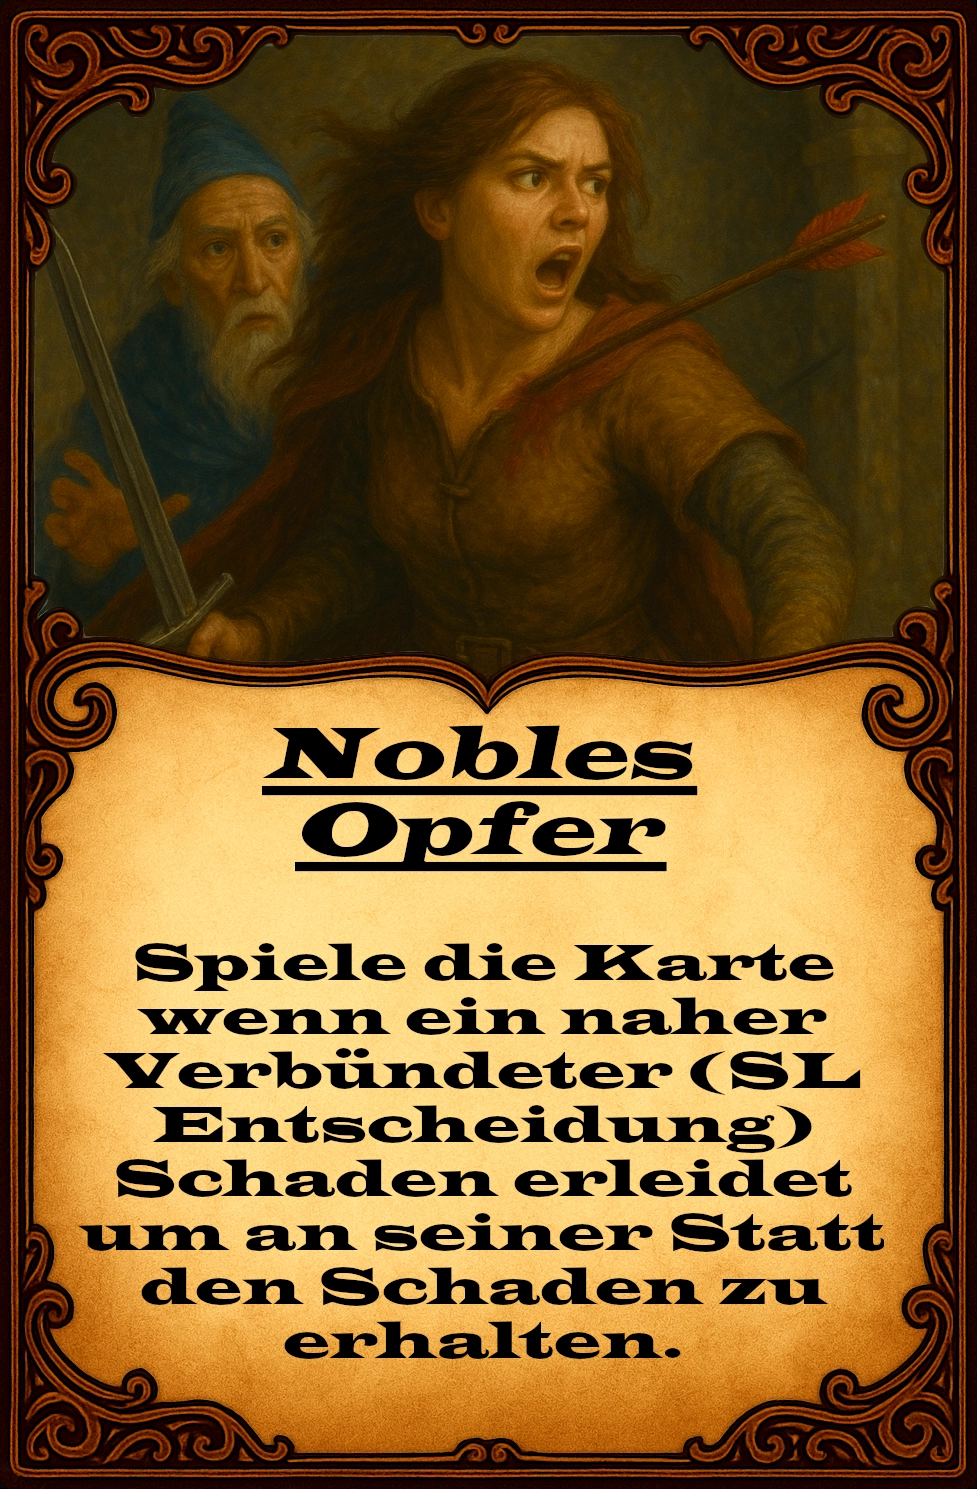 Nobles
Opfer
Spiele die Karte
wenn ein naher
Verbündeter (SL
Entscheidung)
Schaden erleidet
um an seiner Statt
den Schaden zu
erhalten.